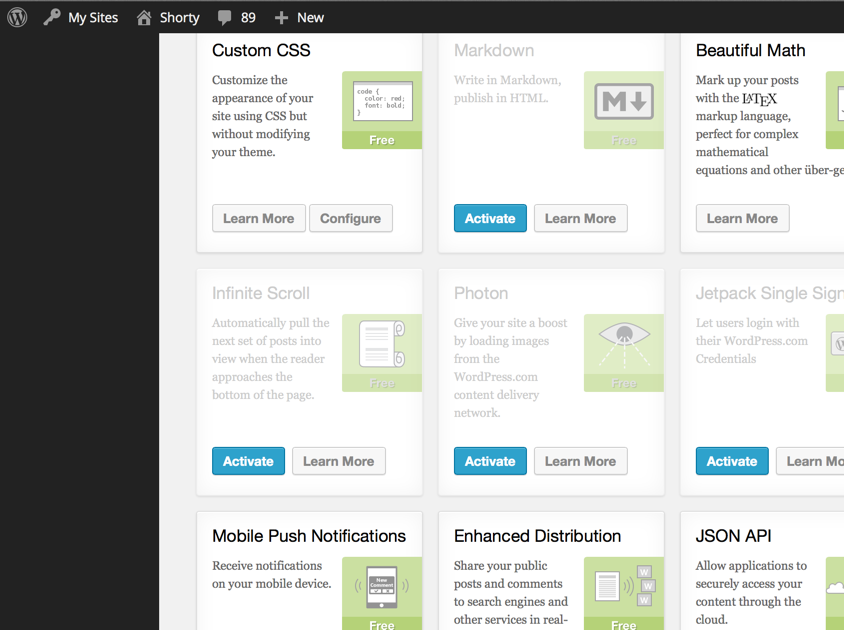 My Sites Shorty 89 New
Custom CSS
Customize the
appearance of your
site using CSS but
without modifying
your theme.
code {
color: red;
font: bold;
}
Free
Learn More Configure
Markdown
Write in Markdown,
publish in HTML.
M
Free
Activate Learn More
Beautiful Math
Mark up your posts
with the LATEX
markup language,
perfect for complex
mathematical
equations and other über-ge
Learn More
Infinite Scroll
Automatically pull the
next set of posts into
view when the reader
approaches the
bottom of the page.
Free
Activate Learn More
Photon
Give your site a boost
by loading images
from the
WordPress.com
content delivery
network.
Free
Activate Learn More
Jetpack Single Sign
Let users login with
their WordPress.com
Credentials
Activate Learn Mo
Mobile Push Notifications
Receive notifications
on your mobile device.
New
Comment
Free
Enhanced Distribution
Share your public
posts and comments
to search engines and
other services in real-
W
W
W
Free
JSON API
Allow applications to
securely access your
content through the
cloud.